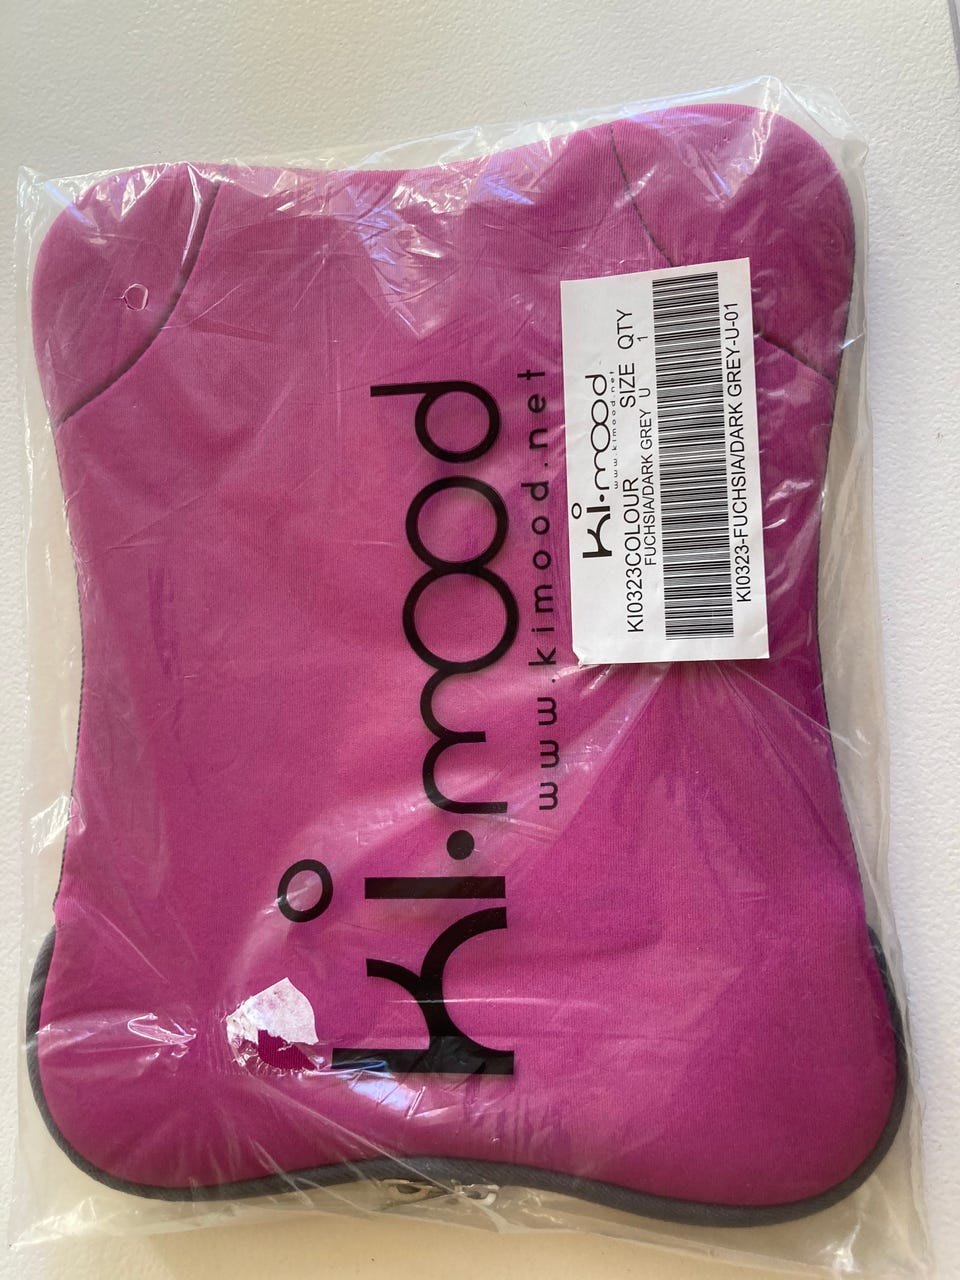 ki·mood
www.kimood.net
ki·mood
www.kimood.net
KI0323COLOUR SIZE QTY
FUCHSIA/DARK GREY U 1
KI0323-FUCHSIA/DARK GREY-U-01